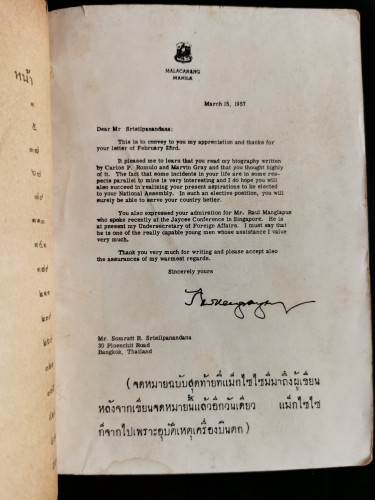 หน้า
๑
๕
MALACAÑANG
MANILA
March 15, 1957
Dear Mr Srisilpanandana:
This is to convey to you my appreciation and thanks for
your letter of February 23rd.
It pleased me to learn that you read my biography written
by Carlos P. Romulo and Marvin Gray and that you thought highly
of it. The fact that some incidents in your life are in some res-
pects parallel to mine is very interesting and I do hope you will
also succeed in realizing your present aspirations to be elected
to your National Assembly. In such an elective position, you will
surely be able to serve your country better.
You also expressed your admiration for Mr. Raul Manglapus
who spoke recently at the Jaycee Conference in Singapore. He is
at present my Undersecretary of Foreign Affairs. I must say that
he is one of the really capable young men whose assistance I value
very much.
Thank you very much for writing and please accept also
the assurances of my warmest regards.
Sincerely yours
Mr. Somratt R. Srisilpanandana
30 Ploenchit Road
Bangkok, Thailand
(จดหมายฉบับสุดท้ายที่แม็กไซไซมีมาถึงผู้เขียน
หลังจากเขียนจดหมายนี้แล้วอีกวันเดียว แม็กไซไซ
ก็จากไปเพราะอุบัติเหตุเครื่องบินตก)